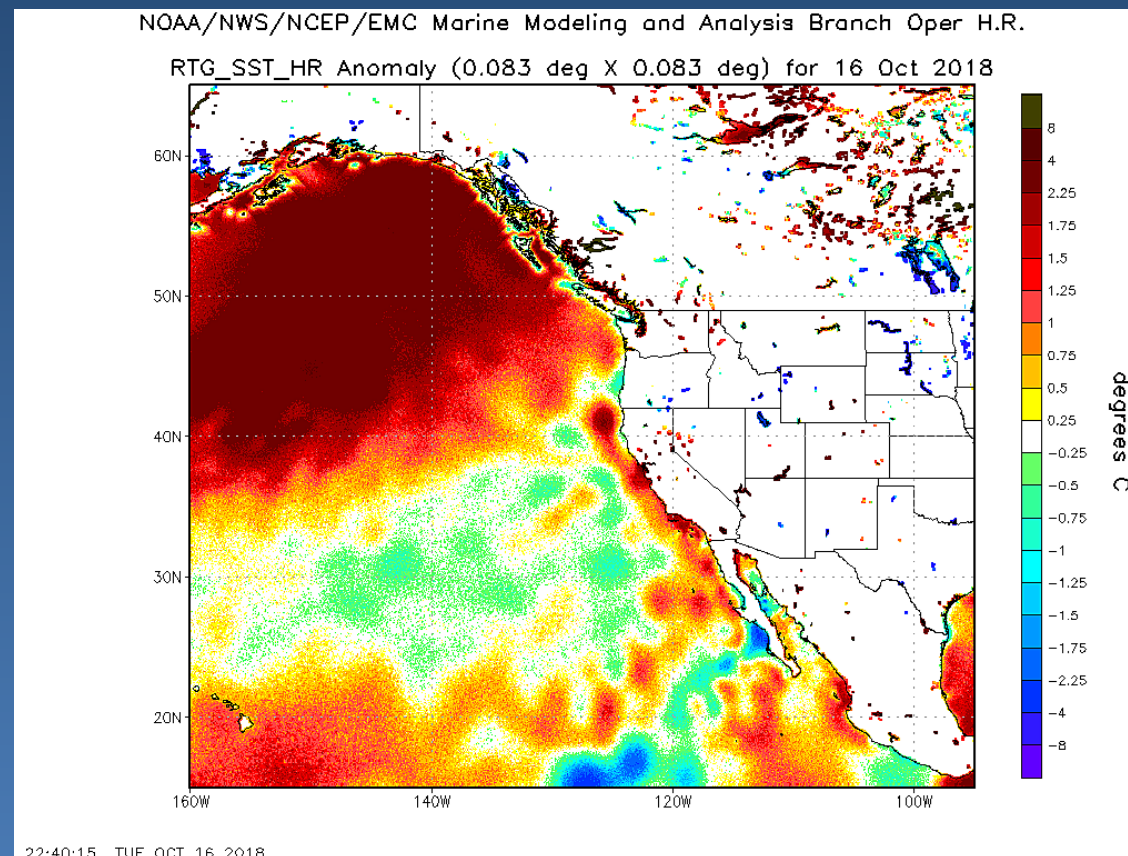 NOAA/NWS/NCEP/EMC Marine Modeling and Analysis Branch Oper H.R.
RTG_SST_HR Anomaly (0.083 deg X 0.083 deg) for 16 Oct 2018
60N
50N
40N
30N
20N
160W
140W
120W
100W
8
4
2.25
1.75
1.5
1.25
1
0.75
0.5
0.25
-0.25
-0.5
-0.75
-1
-1.25
-1.5
-1.75
-2.25
-4
-8
degrees C
22:40:15 TUE OCT 16 2018